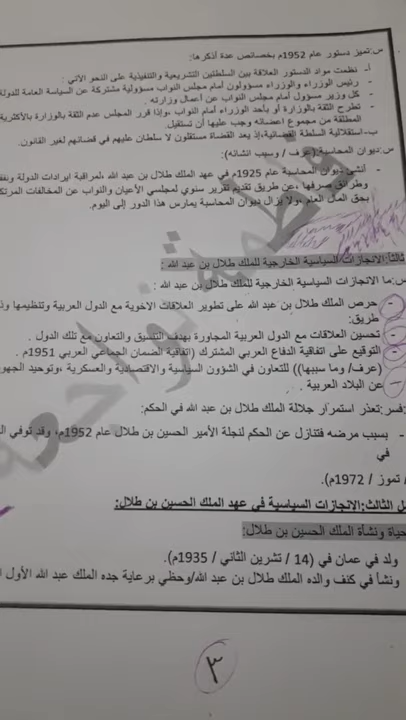 س: تميز دستور عام 1952م بخصائص عدة أذكرها:
أ- نظمت مواد الدستور العلاقة بين السلطتين التشريعية والتنفيذية على النحو الآتي:
- رئيس الوزراء والوزراء مسؤولون أمام مجلس النواب مسؤولية مشتركة عن السياسة العامة للدولة
- كل وزير مسؤول أمام مجلس النواب عن أعمال وزارته.
- تطرح الثقة بالوزارة أو بأحد الوزراء أمام النواب، وإذا قرر المجلس عدم الثقة بالوزارة بالأكثرية
المطلقة من مجموع اعضائه وجب عليها أن تستقيل.
ب- استقلالية السلطة القضائية، إذ يعد القضاة مستقلون لا سلطان عليهم في قضائهم لغير القانون.
س: ديوان المحاسبة: (عرف / وسبب انشائه):
- أنشئ ديوان المحاسبة عام 1925م في عهد الملك طلال بن عبد الله، لمراقبة ايرادات الدولة
وطرائق صرفها، عن طريق تقديم تقرير سنوي لمجلسي الأعيان والنواب عن المخالفات
بحق المال العام، ولا يزال ديوان المحاسبة يمارس هذا الدور إلى اليوم.
ثالثا: الانجازات السياسية الخارجية للملك طلال بن عبد الله:
س: ما الانجازات السياسية الخارجية للملك طلال بن عبد الله:
- حرص الملك طلال بن عبد الله على تطوير العلاقات الاخوية مع الدول العربية وتنظيمها
طريق:
- تحسين العلاقات مع الدول العربية المجاورة بهدف التنسيق والتعاون مع تلك الدول.
- التوقيع على اتفاقية الدفاع العربي المشترك (اتفاقية الضمان الجماعي العربي 1951م.
(عرف/ وما سببها)) للتعاون في الشؤون السياسية والاقتصادية والعسكرية، وتوحيد
عن البلاد العربية.
فسر: تعذر استمرار جلالة الملك طلال بن عبد الله في الحكم:
- بسبب مرضه فتنازل عن الحكم لنجلة الأمير الحسين بن طلال عام 1952م، وقد توفي
في
/ تموز / 1972م).
الثالث: الانجازات السياسية في عهد الملك الحسين بن طلال:
حياة ونشأة الملك الحسين بن طلال:
ولد في عمان في (14 / تشرين الثاني / 1935م).
ونشأ في كنف والده الملك طلال بن عبد الله/وحظي برعاية جده الملك عبد الله الأول
٣